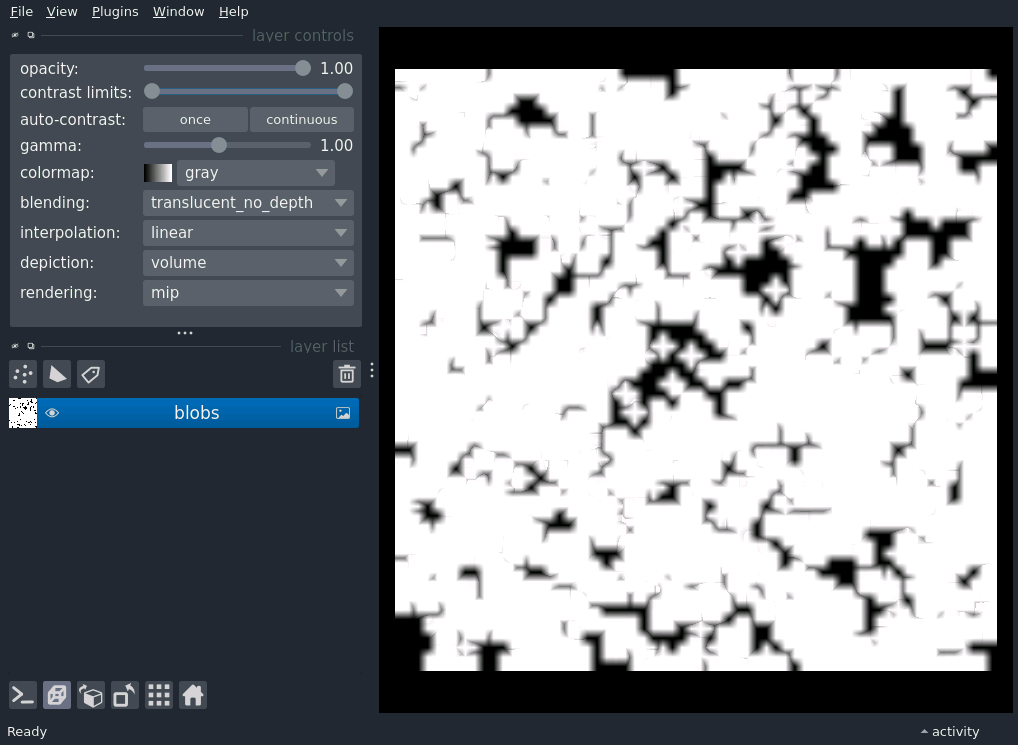 File View Plugins Window Help
layer controls
opacity: 1.00
contrast limits:
auto-contrast: once continuous
gamma: 1.00
colormap: gray
blending: translucent_no_depth
interpolation: linear
depiction: volume
rendering: mip
layer list
blobs
Ready activity